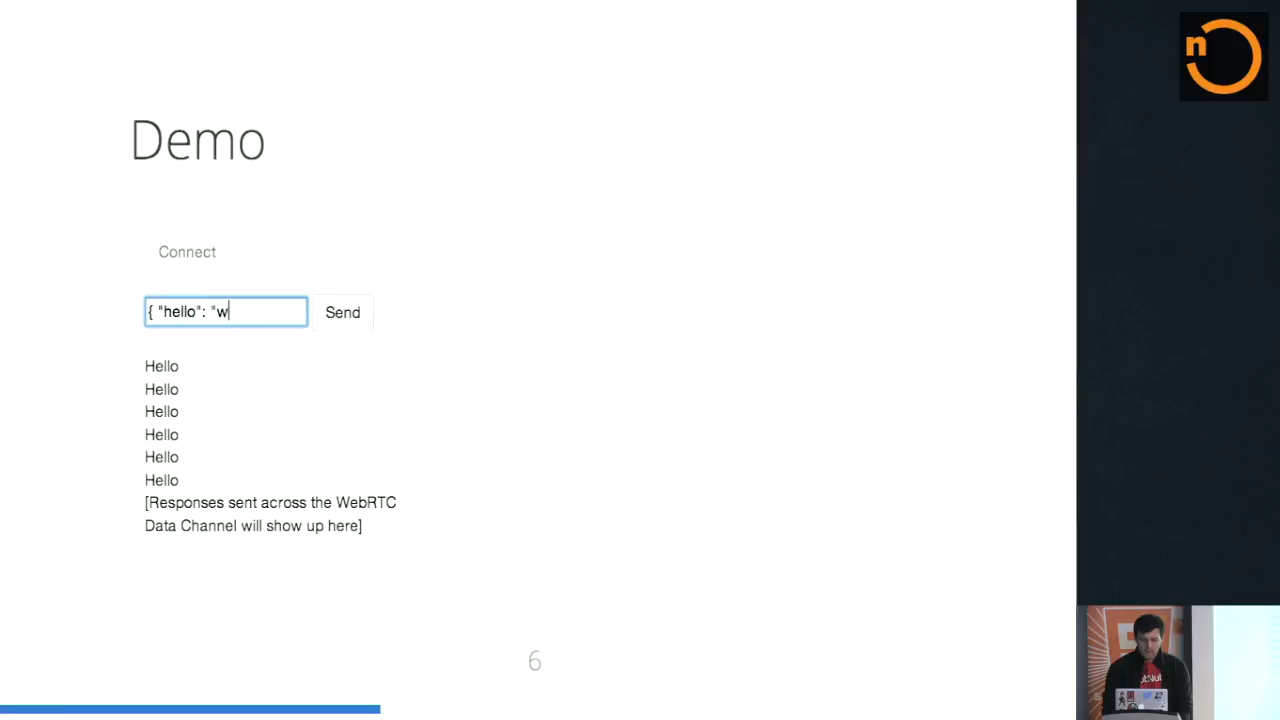 n
Demo
Connect
{ "hello": "w
Send
Hello
Hello
Hello
Hello
Hello
Hello
[Responses sent across the WebRTC
Data Channel will show up here]
6